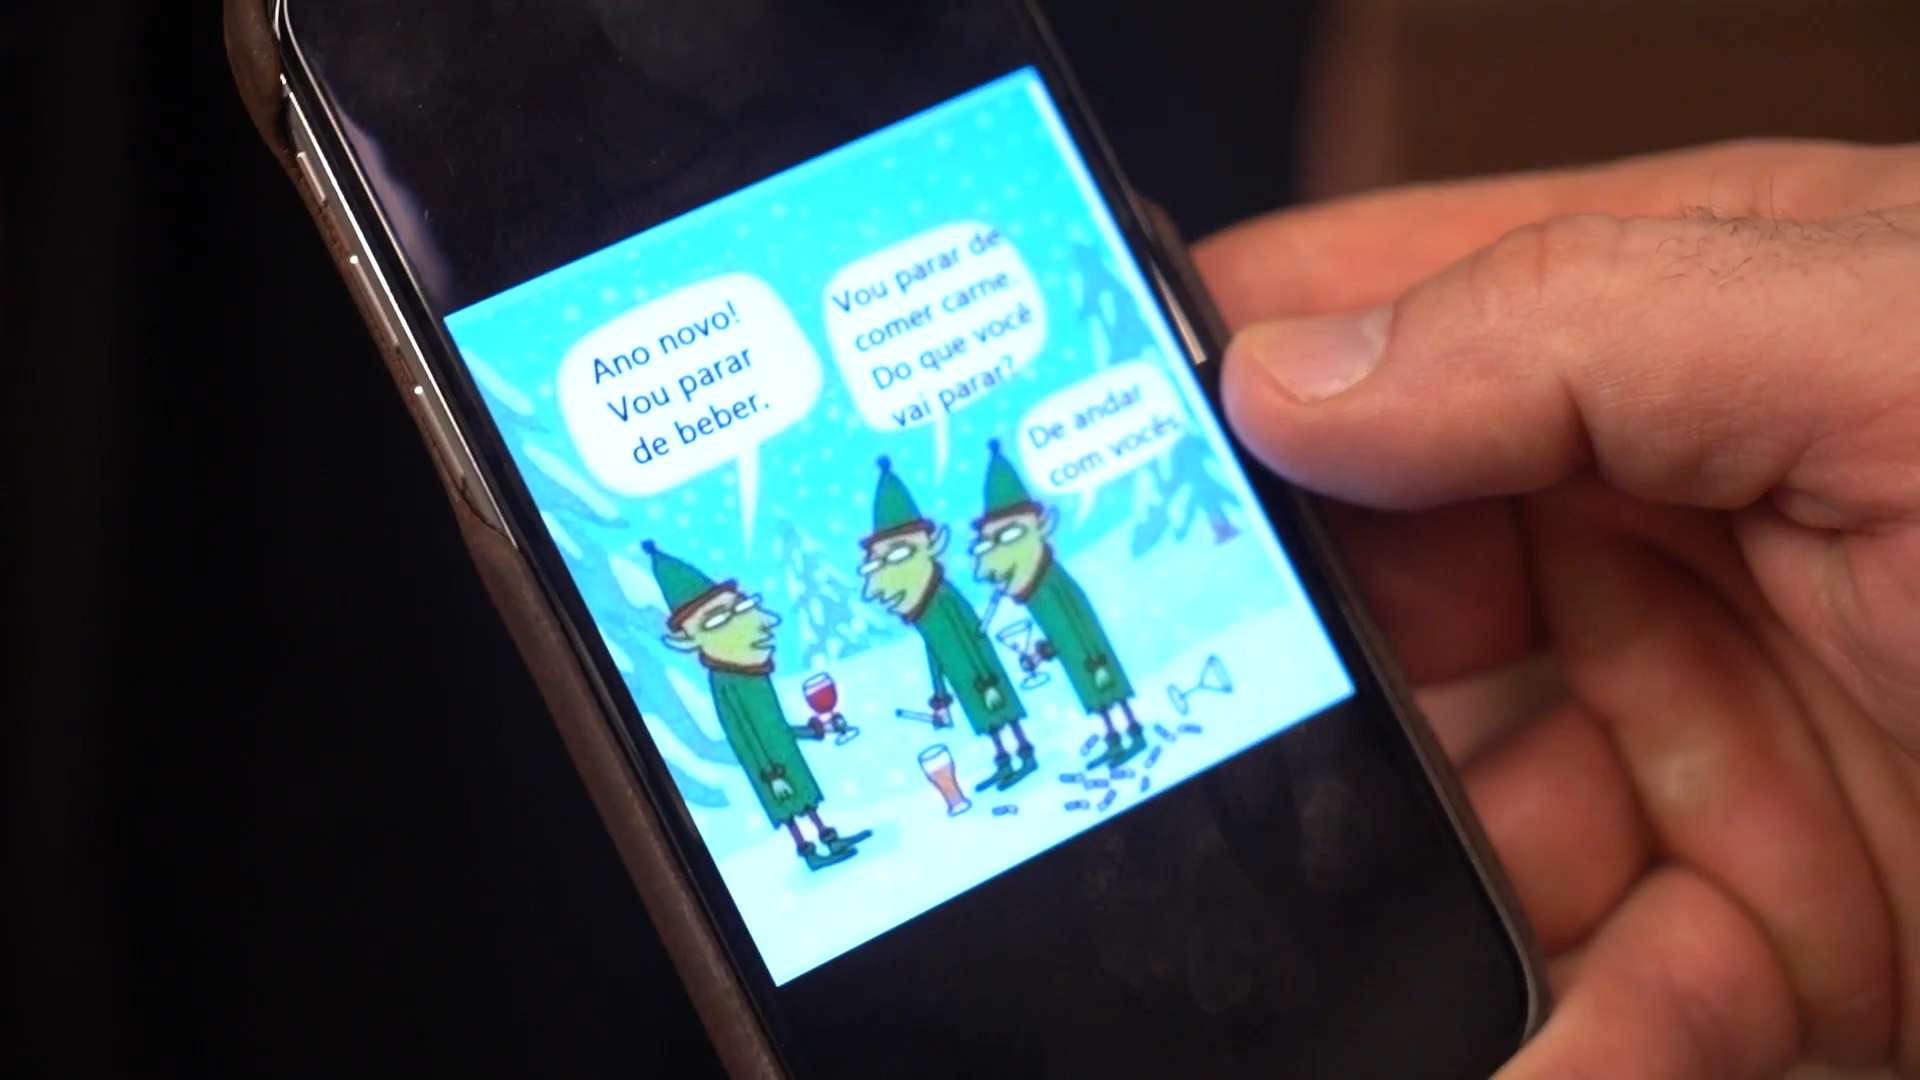 Ano novo!
Vou parar
de beber.
Vou parar de
comer carne.
Do que você
vai parar?
De andar
com vocês.